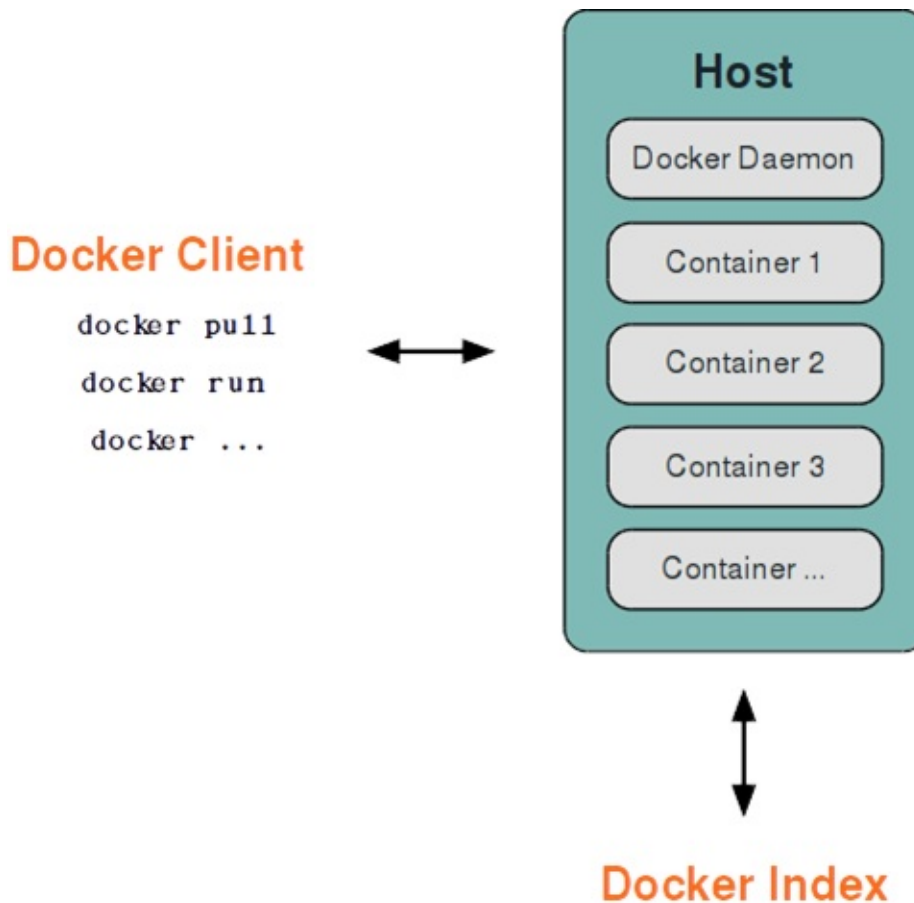 Host
Docker Daemon
Container 1
Container 2
Container 3
Container ...
Docker Client
docker pull
docker run
docker ...
Docker Index